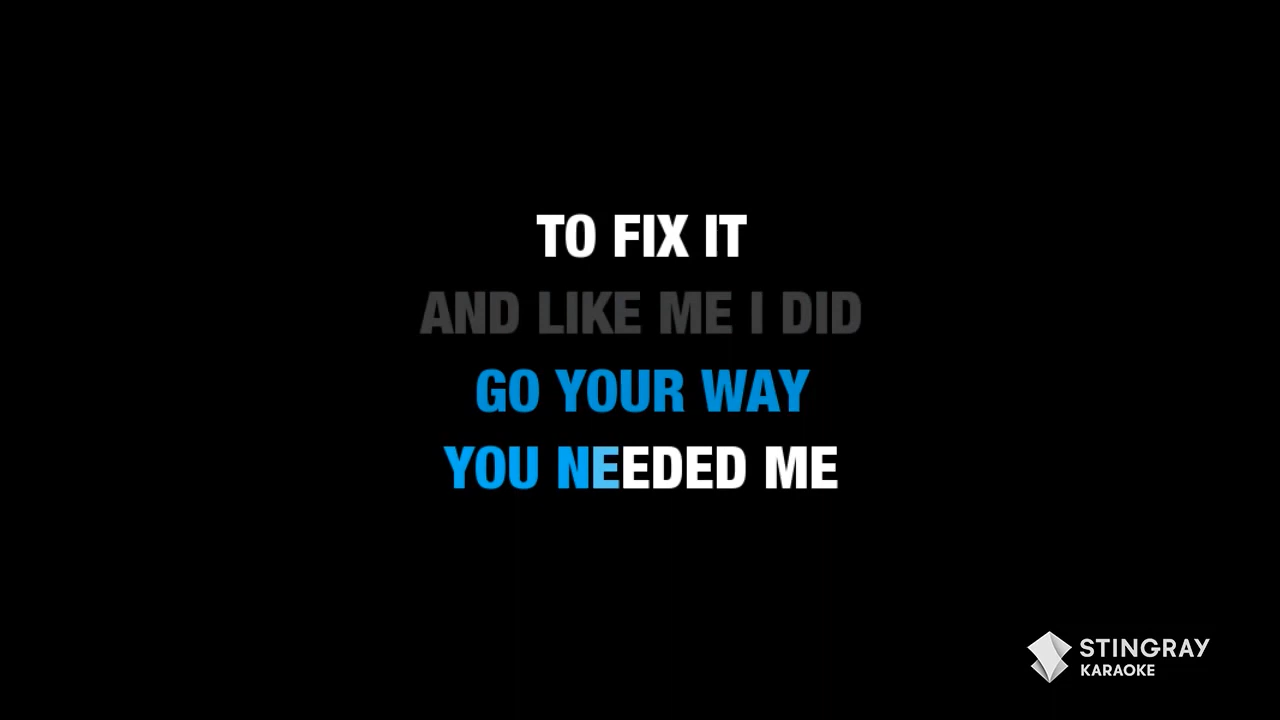 TO FIX IT
AND LIKE ME I DID
GO YOUR WAY
YOU NEEDED ME
STINGRAY
KARAOKE